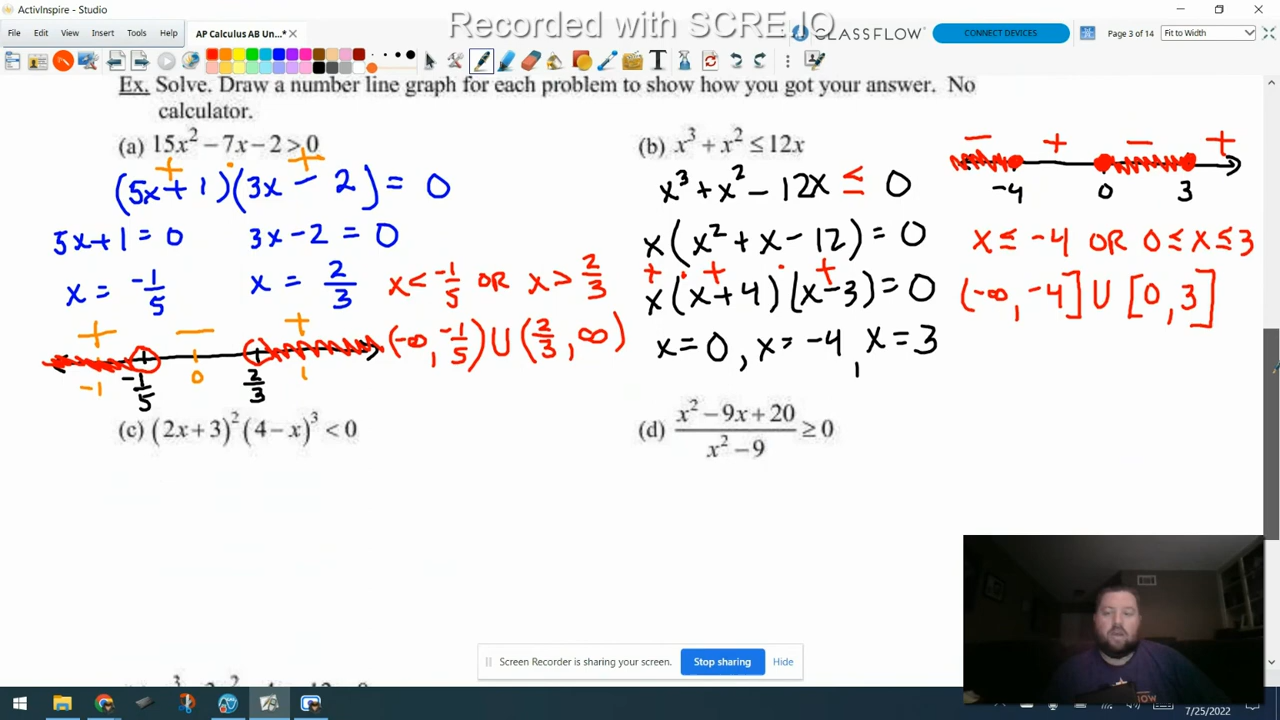 ActivInspire - Studio
Recorded with SCRE.IO
File Edit View Insert Tools Help
AP Calculus AB Un...*
CLASSFLOW
CONNECT DEVICES
Page 3 of 14
Fit to Width
Ex. Solve. Draw a number line graph for each problem to show how you got your answer. No
calculator.
(a) 15x² – 7x – 2 > 0
(5x + 1)(3x – 2) = 0
+ +
5x+1 = 0 3x–2 = 0
x = -1/5 x = 2/3
x < -1/5 OR x > 2/3
(-∞, -1/5) U (2/3, ∞)
+ – +
-1 -1/5 0 2/3 1
(b) x³ + x² ≤ 12x
x³ + x² – 12x ≤ 0
x(x² + x – 12) = 0
+ + +
x(x+4)(x–3) = 0
x = 0, x = -4, x = 3
– + – +
-4 0 3
x ≤ -4 OR 0 ≤ x ≤ 3
(-∞, -4] U [0, 3]
(c) (2x+3)²(4–x)³ < 0
(d) (x² – 9x + 20)/(x² – 9) ≥ 0
Screen Recorder is sharing your screen.
Stop sharing
Hide
7/25/2022